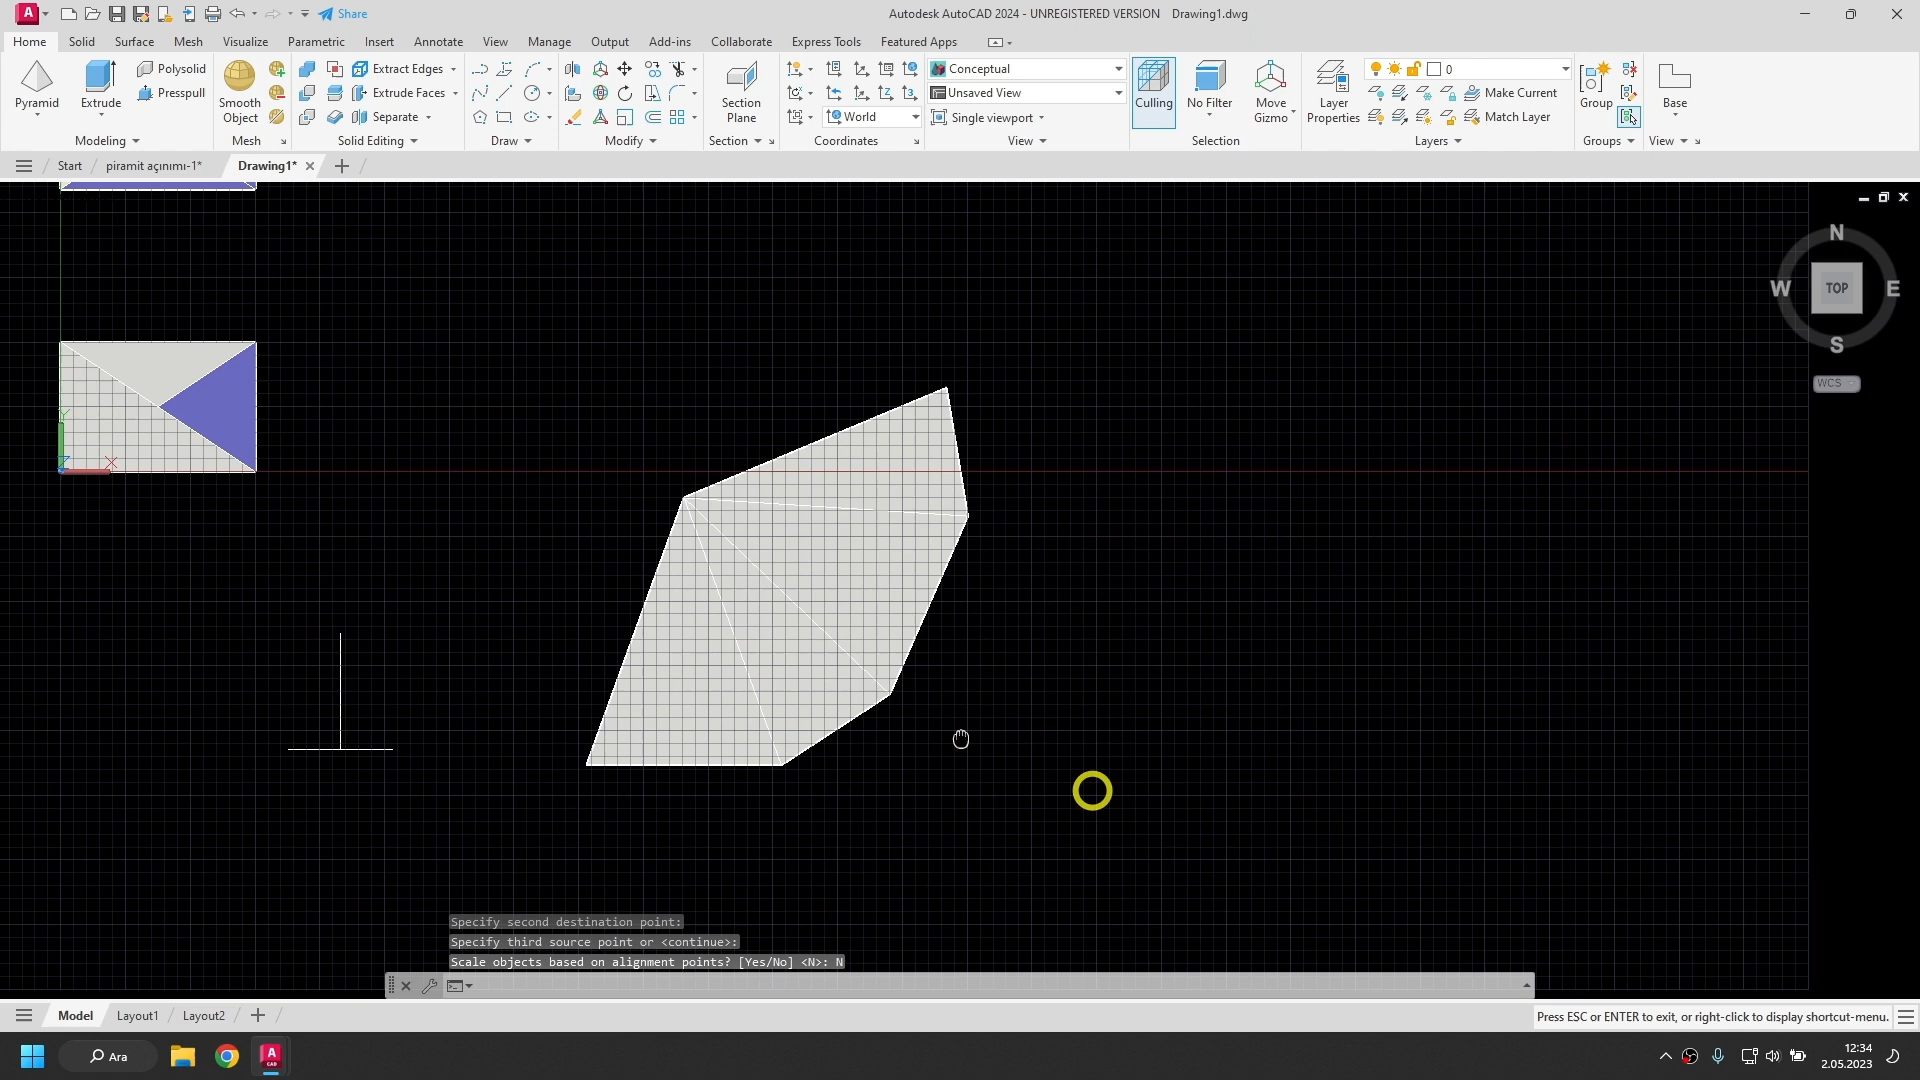 A Share Autodesk AutoCAD 2024 - UNREGISTERED VERSION Drawing1.dwg
Home Solid Surface Mesh Visualize Parametric Insert Annotate View Manage Output Add-ins Collaborate Express Tools Featured Apps
Polysolid Extract Edges Conceptual 0
Presspull Extrude Faces Unsaved View Make Current
Pyramid Extrude Smooth Object Section Plane Culling No Filter Move Gizmo Layer Properties Group Base
Separate World Single viewport Match Layer
Modeling Mesh Solid Editing Draw Modify Section Coordinates View Selection Layers Groups View
Start piramit açınımı-1* Drawing1*
N
W TOP E
S
WCS
Y
Z X
Specify second destination point:
Specify third source point or <continue>:
Scale objects based on alignment points? [Yes/No] <N>: N
Model Layout1 Layout2 Press ESC or ENTER to exit, or right-click to display shortcut-menu.
Ara A CAD 12:34
2.05.2023